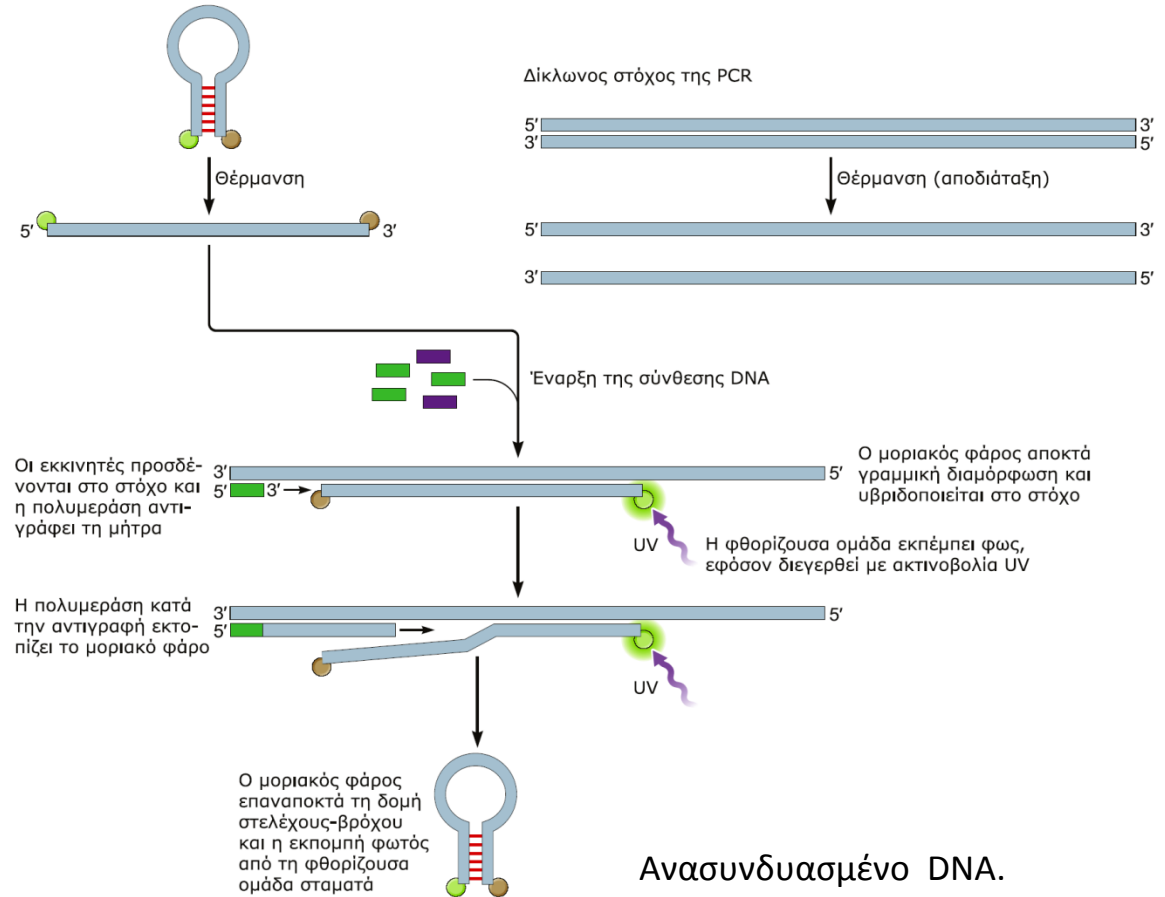 Δίκλωνος στόχος της PCR
5′ 3′
3′ 5′
Θέρμανση
Θέρμανση (αποδιάταξη)
5′ 3′
5′ 3′
3′ 5′
Έναρξη της σύνθεσης DNA
Οι εκκινητές προσδέ-
νονται στο στόχο και
η πολυμεράση αντι-
γράφει τη μήτρα
3′ 5′
5′ 3′
Ο μοριακός φάρος αποκτά
γραμμική διαμόρφωση και
υβριδοποιείται στο στόχο
UV
Η φθορίζουσα ομάδα εκπέμπει φως,
εφόσον διεγερθεί με ακτινοβολία UV
Η πολυμεράση κατά
την αντιγραφή εκτο-
πίζει το μοριακό φάρο
3′ 5′
5′
UV
Ο μοριακός φάρος
επαναποκτά τη δομή
στελέχους-βρόχου
και η εκπομπή φωτός
από τη φθορίζουσα
ομάδα σταματά
Ανασυνδυασμένο DNA.